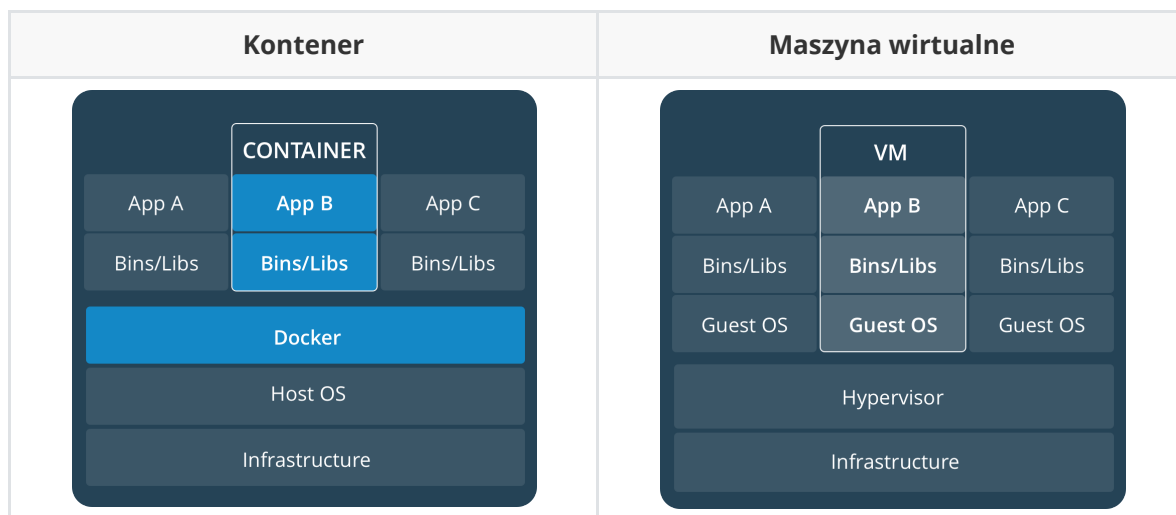 Kontener
Maszyna wirtualne
CONTAINER
App A
App B
App C
Bins/Libs
Bins/Libs
Bins/Libs
Docker
Host OS
Infrastructure
VM
App A
App B
App C
Bins/Libs
Bins/Libs
Bins/Libs
Guest OS
Guest OS
Guest OS
Hypervisor
Infrastructure